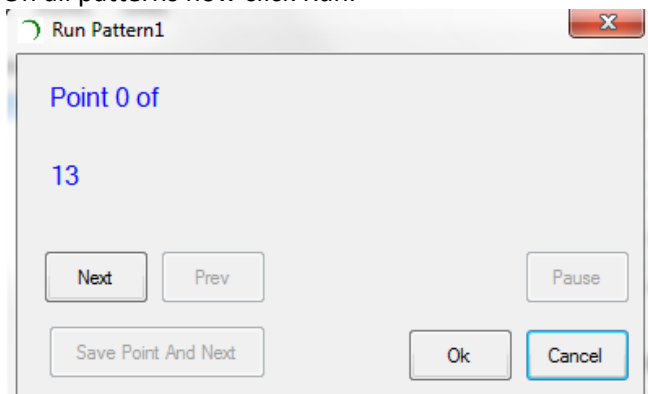 Run Pattern1
Point 0 of
13
Next Prev Pause
Save Point And Next Ok Cancel